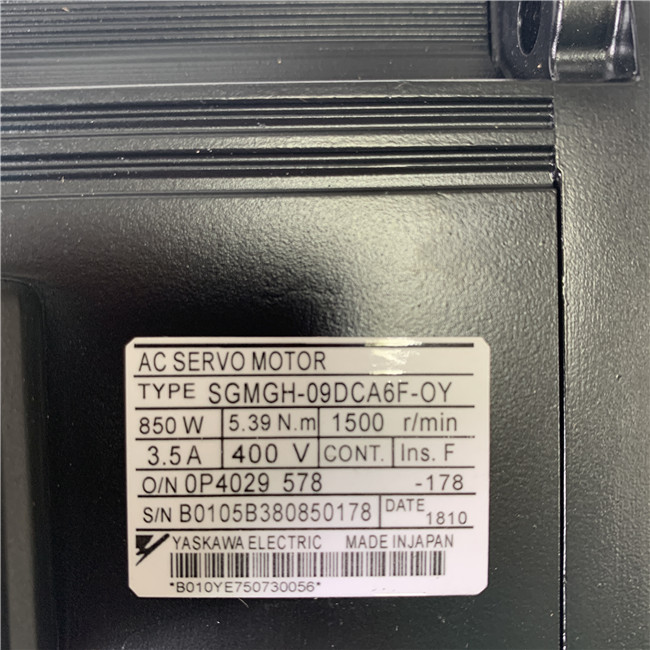 AC SERVO MOTOR
TYPE SGMGH-09DCA6F-OY
850 W 5.39 N.m 1500 r/min
3.5 A 400 V CONT. Ins. F
O/N 0P4029 578 -178
S/N B0105B380850178 DATE 1810
YASKAWA ELECTRIC MADE INJAPAN
*B010YE750730056*